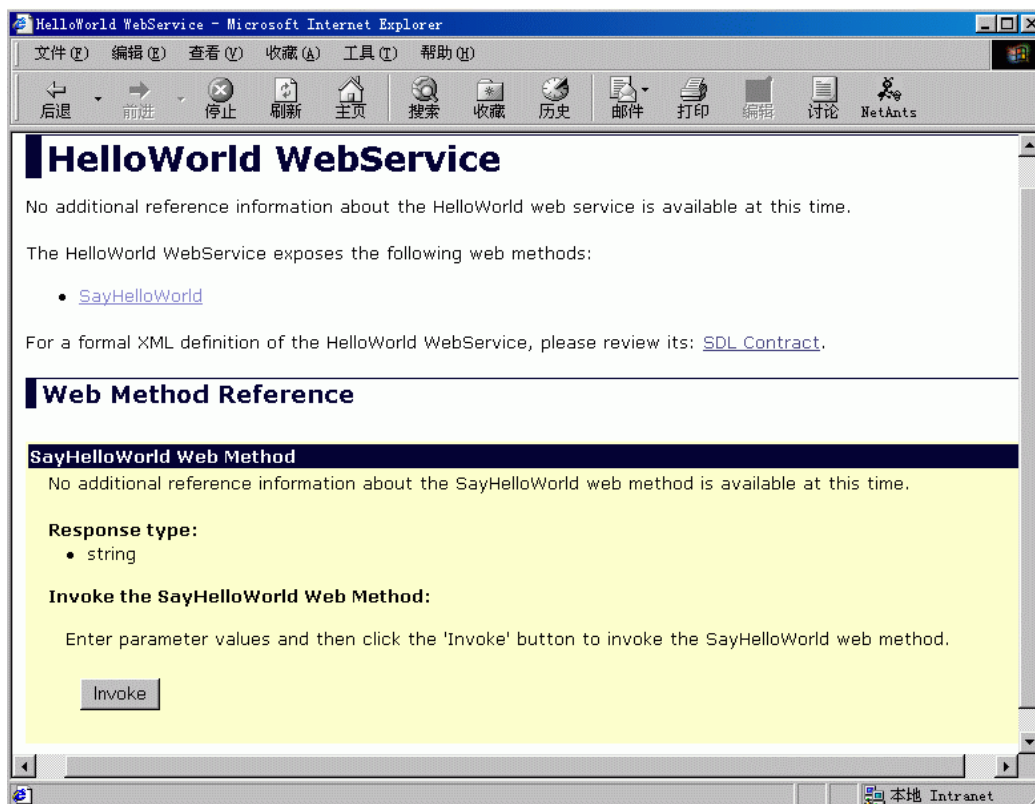 HelloWorld WebService - Microsoft Internet Explorer
文件(F) 编辑(E) 查看(V) 收藏(A) 工具(T) 帮助(H)
后退 前进 停止 刷新 主页 搜索 收藏 历史 邮件 打印 编辑 讨论 NetAnts
HelloWorld WebService
No additional reference information about the HelloWorld web service is available at this time.
The HelloWorld WebService exposes the following web methods:
• SayHelloWorld
For a formal XML definition of the HelloWorld WebService, please review its: SDL Contract.
Web Method Reference
SayHelloWorld Web Method
No additional reference information about the SayHelloWorld web method is available at this time.
Response type:
• string
Invoke the SayHelloWorld Web Method:
Enter parameter values and then click the 'Invoke' button to invoke the SayHelloWorld web method.
Invoke
本地 Intranet